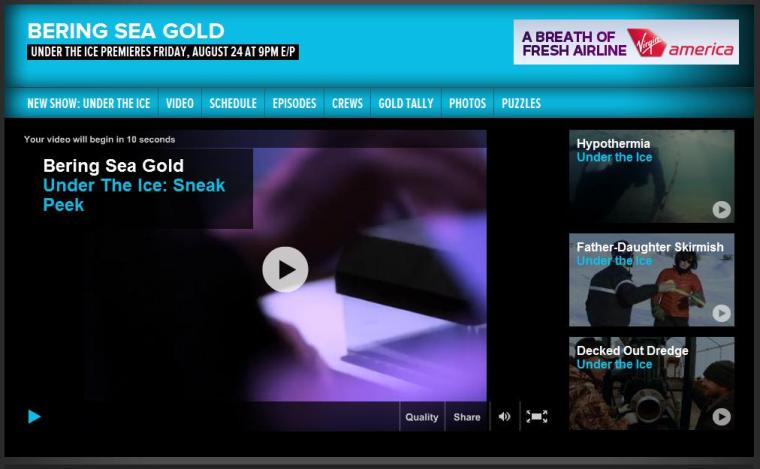 BERING SEA GOLD
UNDER THE ICE PREMIERES FRIDAY, AUGUST 24 AT 9PM E/P
A BREATH OF
FRESH AIRLINE
Virgin america
NEW SHOW: UNDER THE ICE VIDEO SCHEDULE EPISODES CREWS GOLD TALLY PHOTOS PUZZLES
Your video will begin in 10 seconds
Bering Sea Gold
Under The Ice: Sneak
Peek
Quality Share
Hypothermia
Under the Ice
Father-Daughter Skirmish
Under the Ice
Decked Out Dredge
Under the Ice